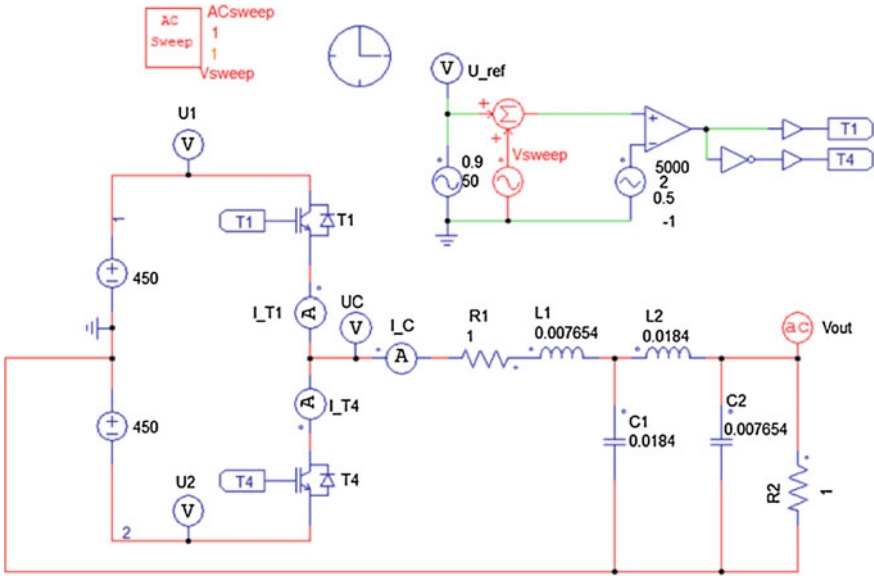 ACsweep
AC
Sweep
1
1
Vsweep
V
U_ref
U1
V
+
Σ
+
Vsweep
0.9
50
+
−
5000
2
0.5
-1
T1
T4
1
T1
T1
+
−
450
I_T1
A
UC
V
I_C
A
R1
1
L1
0.007654
L2
0.0184
ac
Vout
+
−
450
A
I_T4
C1
0.0184
C2
0.007654
U2
V
T4
T4
R2
1
2